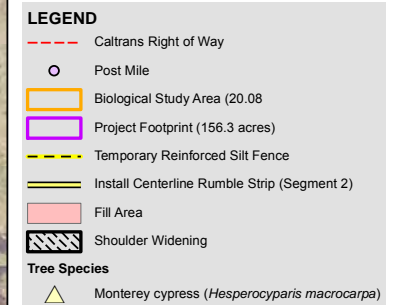 LEGEND
Caltrans Right of Way
Post Mile
Biological Study Area (20.08
Project Footprint (156.3 acres)
Temporary Reinforced Silt Fence
Install Centerline Rumble Strip (Segment 2)
Fill Area
Shoulder Widening
Tree Species
Monterey cypress (Hesperocyparis macrocarpa)